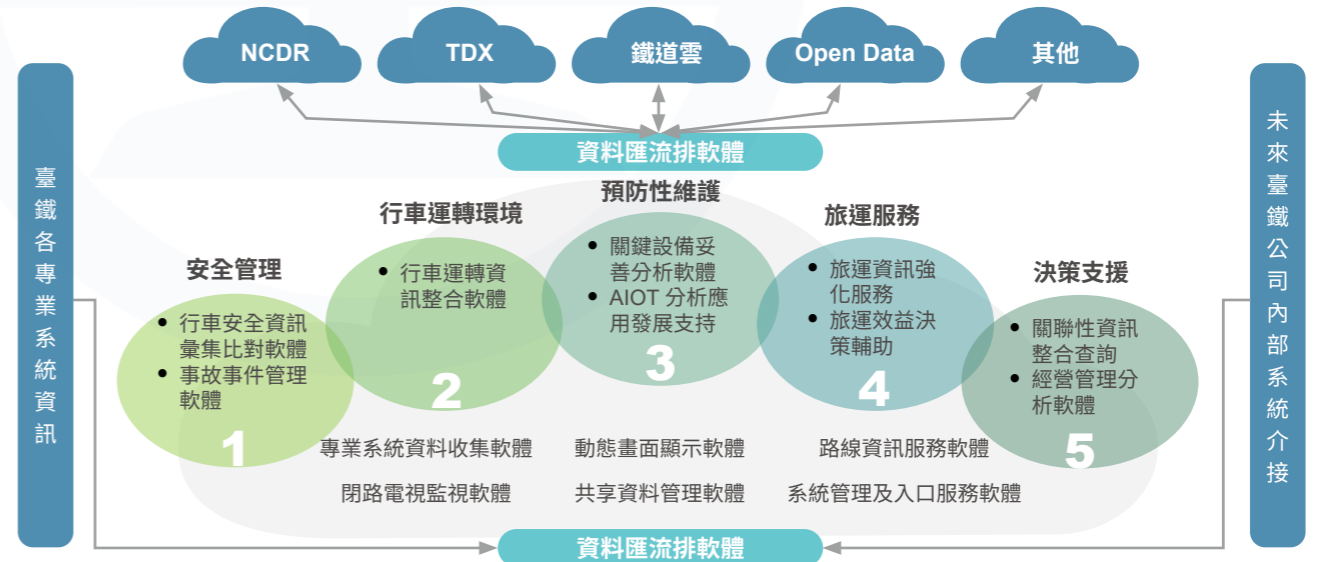 NCDR
TDX
鐵道雲
Open Data
其他
資料匯流排軟體
臺鐵各專業系統資訊
未來臺鐵公司內部系統介接
安全管理
• 行車安全資訊
彙集比對軟體
• 事故事件管理
軟體
1
行車運轉環境
• 行車運轉資
訊整合軟體
2
預防性維護
• 關鍵設備妥
善分析軟體
• AIOT 分析應
用發展支持
3
旅運服務
• 旅運資訊強
化服務
• 旅運效益決
策輔助
4
決策支援
• 關聯性資訊
整合查詢
• 經營管理分
析軟體
5
專業系統資料收集軟體
動態畫面顯示軟體
路線資訊服務軟體
閉路電視監視軟體
共享資料管理軟體
系統管理及入口服務軟體
資料匯流排軟體